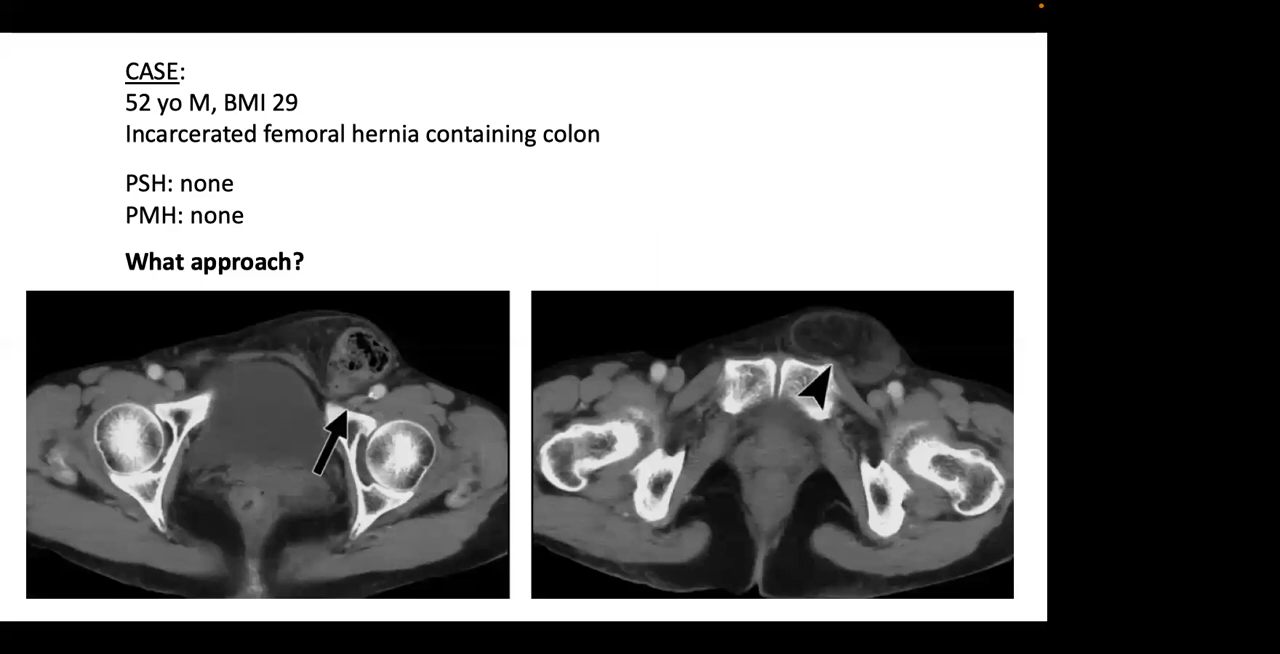 CASE:
52 yo M, BMI 29
Incarcerated femoral hernia containing colon
PSH: none
PMH: none
What approach?